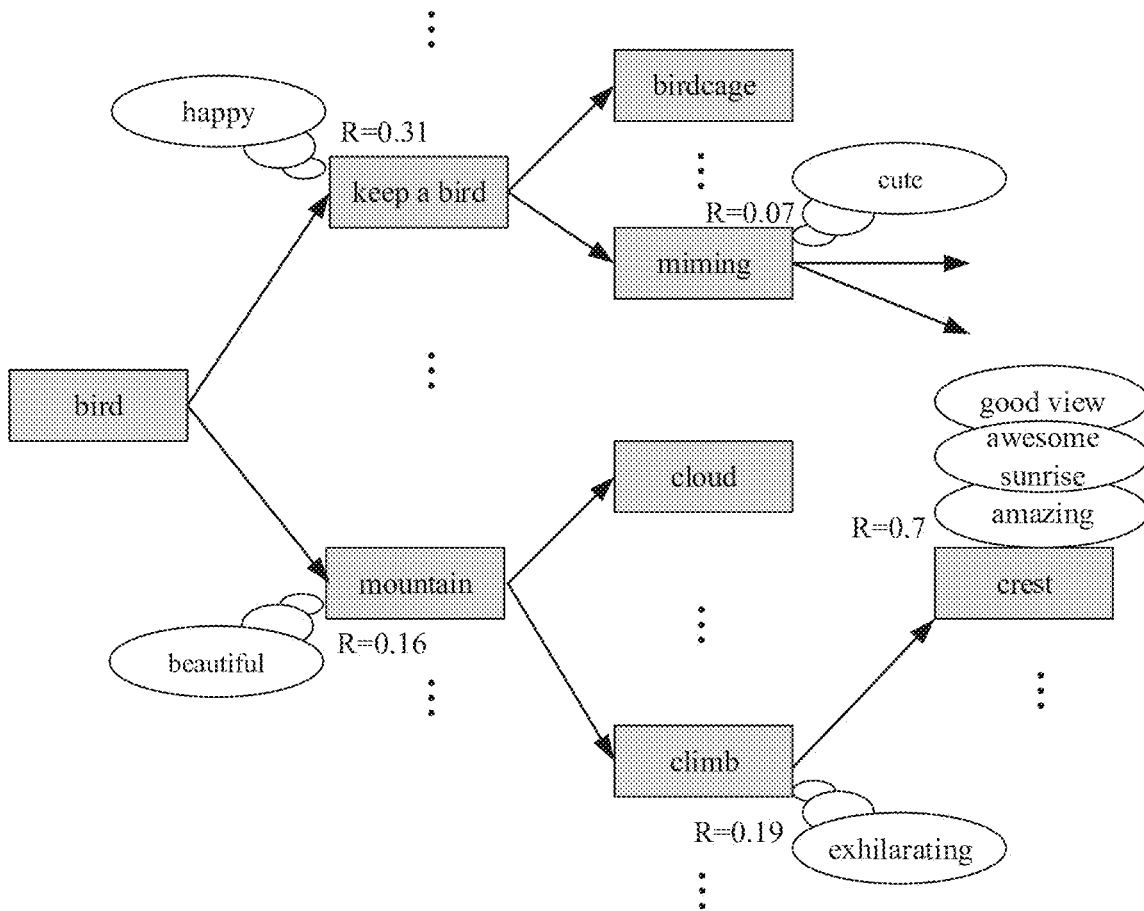 birdcage
happy
R=0.31
keep a bird
cute
R=0.07
miming
bird
good view
awesome
sunrise
amazing
cloud
R=0.7
crest
mountain
R=0.16
beautiful
climb
R=0.19
exhilarating